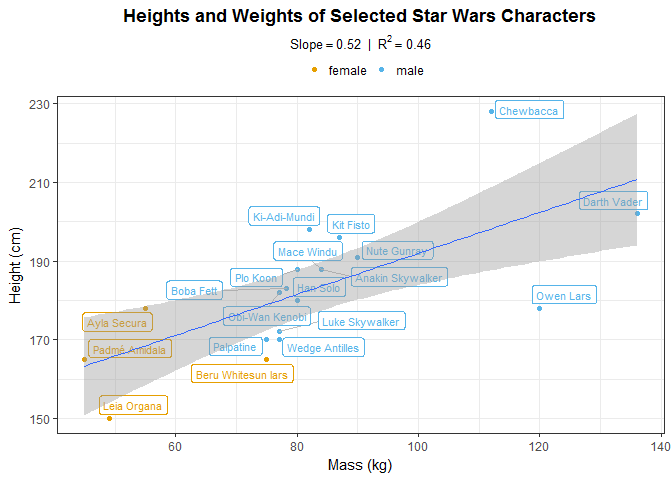 Heights and Weights of Selected Star Wars Characters
Slope = 0.52 | R2 = 0.46
female male
230
210
190
170
150
Height (cm)
Chewbacca
Darth Vader
Ki-Adi-Mundi
Kit Fisto
Mace Windu
Nute Gunray
Plo Koon
Anakin Skywalker
Boba Fett
Han Solo
Owen Lars
Ayla Secura
Obi-Wan Kenobi
Luke Skywalker
Padmé Amidala
Palpatine
Wedge Antilles
Beru Whitesun lars
Leia Organa
60 80 100 120 140
Mass (kg)